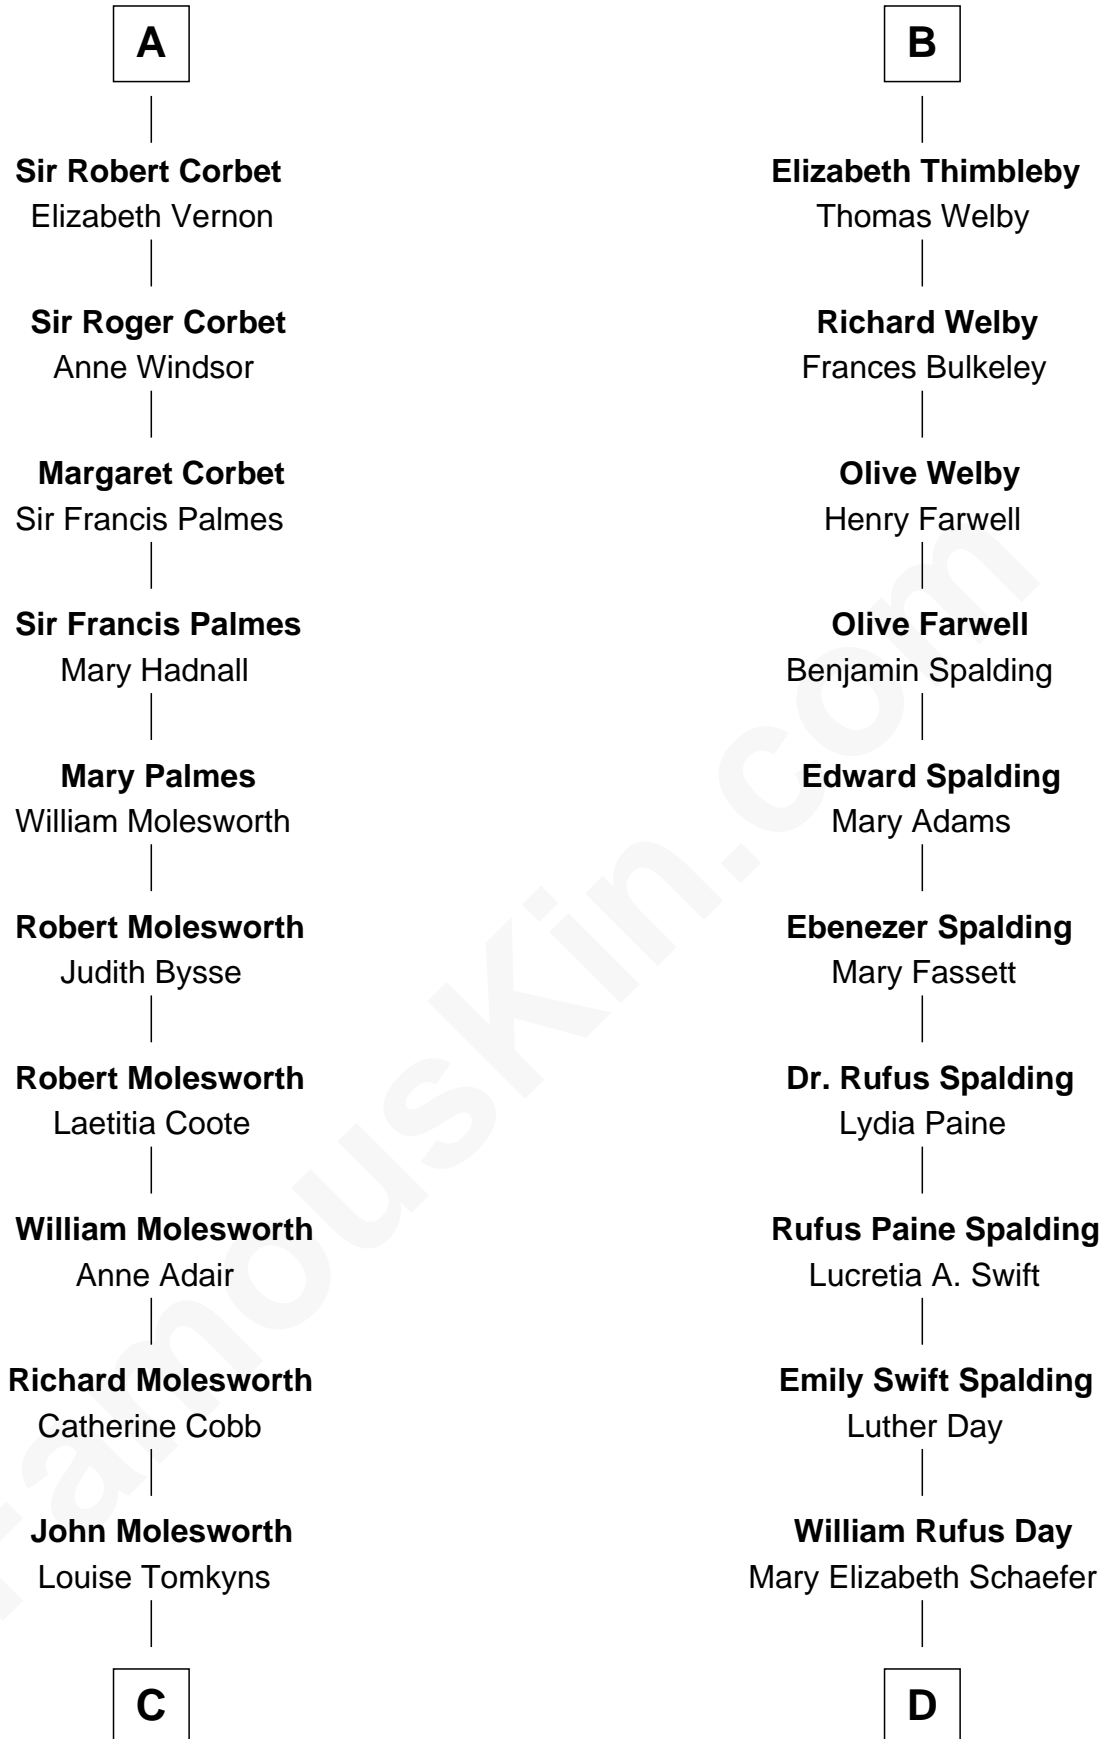 A
Sir Robert Corbet
Elizabeth Vernon
Sir Roger Corbet
Anne Windsor
Margaret Corbet
Sir Francis Palmes
Sir Francis Palmes
Mary Hadnall
Mary Palmes
William Molesworth
Robert Molesworth
Judith Bysse
Robert Molesworth
Laetitia Coote
William Molesworth
Anne Adair
Richard Molesworth
Catherine Cobb
John Molesworth
Louise Tomkyns
C
B
Elizabeth Thimbleby
Thomas Welby
Richard Welby
Frances Bulkeley
Olive Welby
Henry Farwell
Olive Farwell
Benjamin Spalding
Edward Spalding
Mary Adams
Ebenezer Spalding
Mary Fassett
Dr. Rufus Spalding
Lydia Paine
Rufus Paine Spalding
Lucretia A. Swift
Emily Swift Spalding
Luther Day
William Rufus Day
Mary Elizabeth Schaefer
D
FamousKin.com